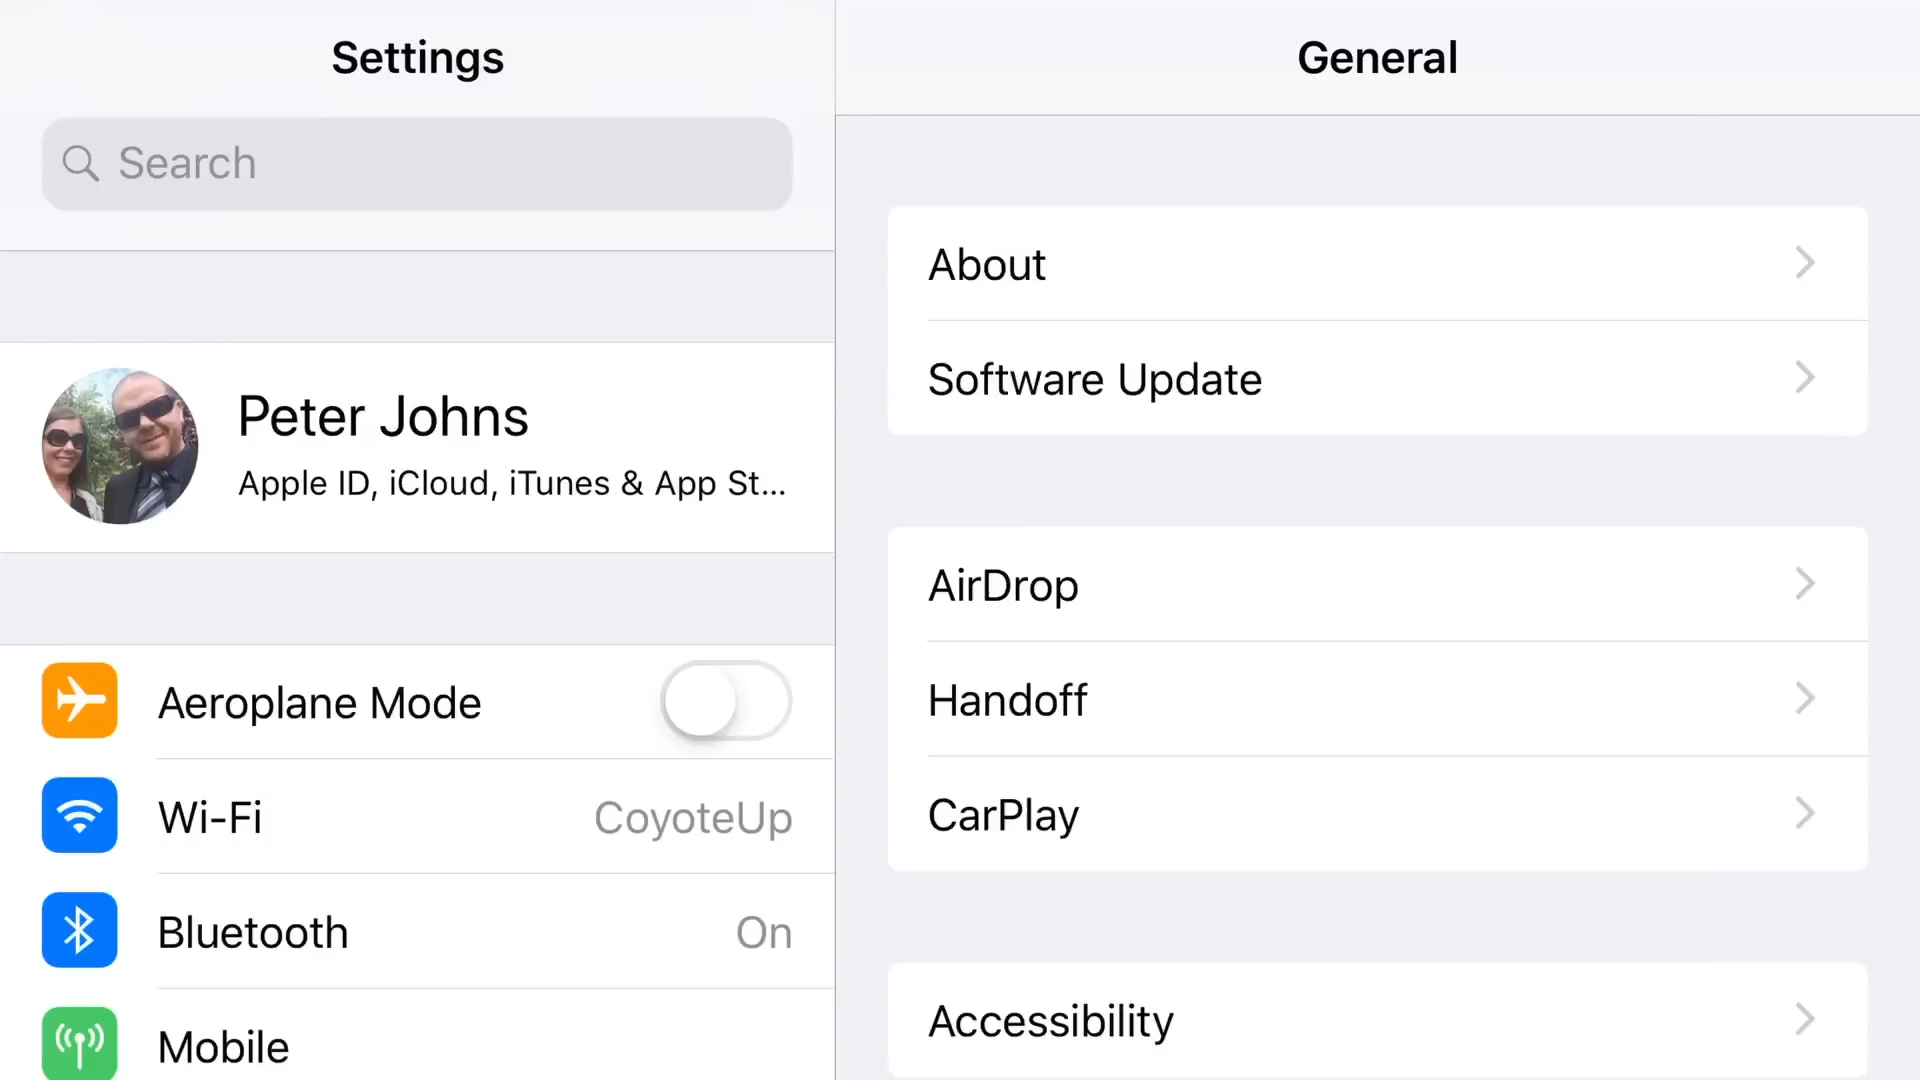 Settings
Search
Peter Johns
Apple ID, iCloud, iTunes & App St...
Aeroplane Mode
Wi-Fi CoyoteUp
Bluetooth On
Mobile
General
About
Software Update
AirDrop
Handoff
CarPlay
Accessibility